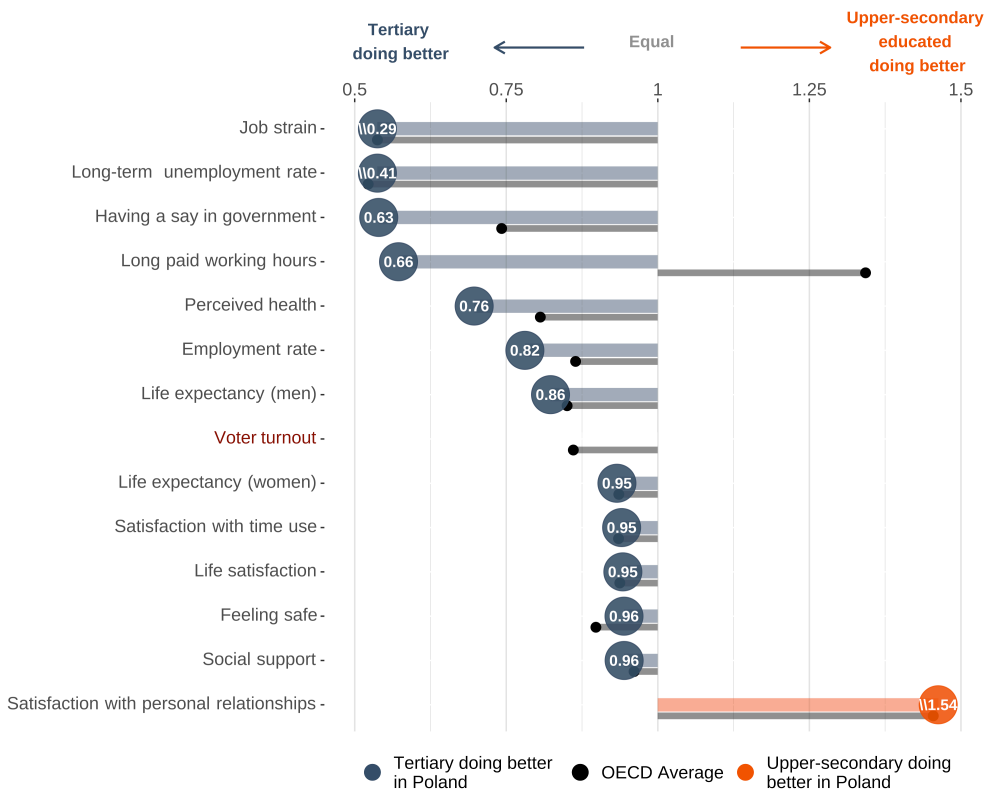 Tertiary
doing better
Equal
Upper-secondary
educated
doing better
0.5 0.75 1 1.25 1.5
Job strain
\\0.29
Long-term unemployment rate
\\0.41
Having a say in government
0.63
Long paid working hours
0.66
Perceived health
0.76
Employment rate
0.82
Life expectancy (men)
0.86
Voter turnout
Life expectancy (women)
0.95
Satisfaction with time use
0.95
Life satisfaction
0.95
Feeling safe
0.96
Social support
0.96
Satisfaction with personal relationships
\\1.54
Tertiary doing better
in Poland
OECD Average
Upper-secondary doing
better in Poland